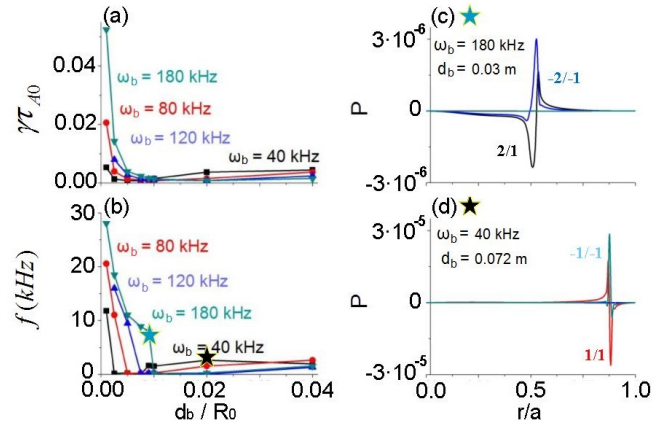 (a)
0.04
0.02
0.00
γτA0
ωb = 180 kHz
ωb = 80 kHz
ωb = 120 kHz
ωb = 40 kHz
(b)
40
30
20
10
0
f(kHz)
ωb = 80 kHz
ωb = 120 kHz
ωb = 180 kHz
ωb = 40 kHz
0.00
0.02
0.04
db / R0
(c)
3·10-6
0
-3·10-6
P
ωb = 180 kHz
db = 0.03 m
-2/-1
2/1
(d)
3·10-5
0
-3·10-5
P
ωb = 40 kHz
db = 0.072 m
-1/-1
1/1
0.0
0.5
1.0
r/a